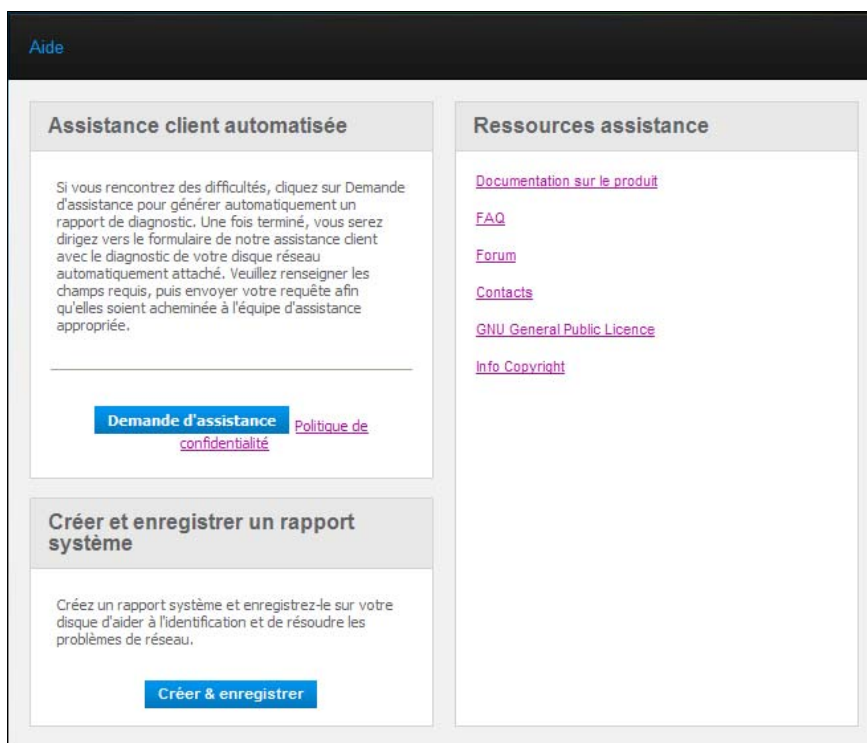 Aide
Assistance client automatisée
Si vous rencontrez des difficultés, cliquez sur Demande
d'assistance pour générer automatiquement un
rapport de diagnostic. Une fois terminé, vous serez
dirigez vers le formulaire de notre assistance client
avec le diagnostic de votre disque réseau
automatiquement attaché. Veuillez renseigner les
champs requis, puis envoyer votre requête afin
qu'elles soient acheminée à l'équipe d'assistance
appropriée.
Demande d'assistance Politique de
confidentialité
Créer et enregistrer un rapport
système
Créez un rapport système et enregistrez-le sur votre
disque d'aider à l'identification et de résoudre les
problèmes de réseau.
Créer & enregistrer
Ressources assistance
Documentation sur le produit
FAQ
Forum
Contacts
GNU General Public Licence
Info Copyright